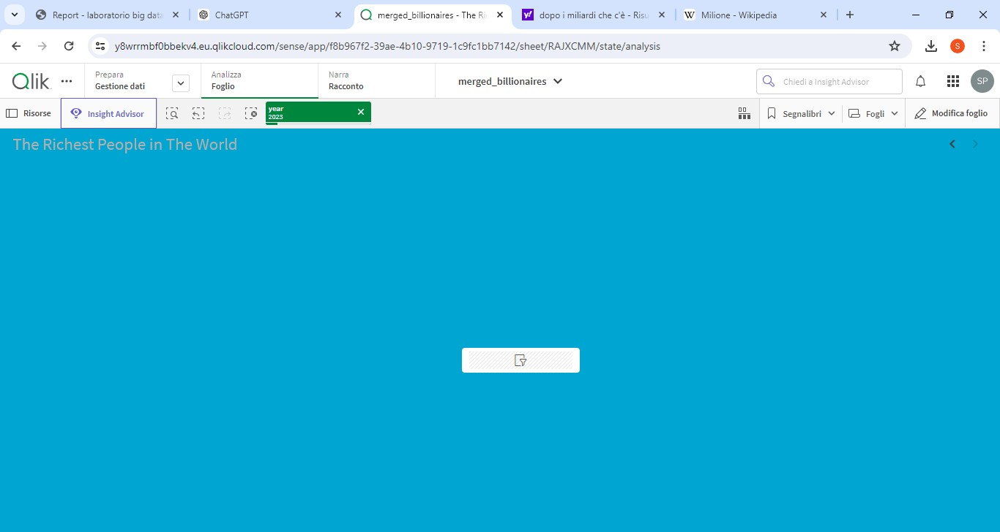 Report - laboratorio big data
ChatGPT
merged_billionaires - The Ri
dopo i miliardi che c'è - Risu
Milione - Wikipedia
y8wrrmbf0bbekv4.eu.qlikcloud.com/sense/app/f8b967f2-39ae-4b10-9719-1c9fc1bb7142/sheet/RAJXCMM/state/analysis
S
Qlik
Prepara
Gestione dati
Analizza
Foglio
Narra
Racconto
merged_billionaires
Chiedi a Insight Advisor
SP
Risorse
Insight Advisor
year
2023
Segnalibri
Fogli
Modifica foglio
The Richest People in The World